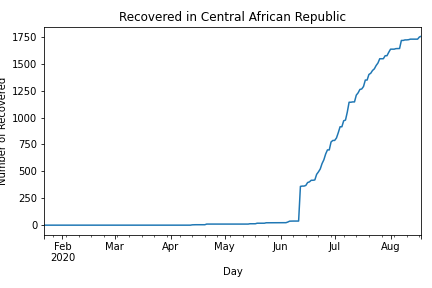 Recovered in Central African Republic
Number of Recovered
1750
1500
1250
1000
750
500
250
0
Feb Mar Apr May Jun Jul Aug
2020
Day